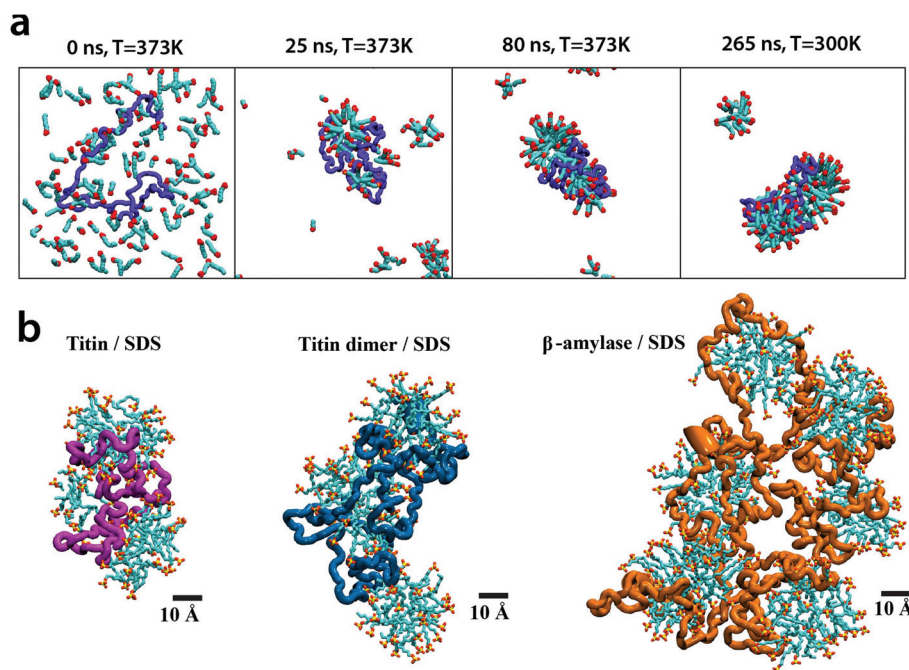 a
0 ns, T=373K
25 ns, T=373K
80 ns, T=373K
265 ns, T=300K
b
Titin / SDS
Titin dimer / SDS
β-amylase / SDS
10 Å
10 Å
10 Å